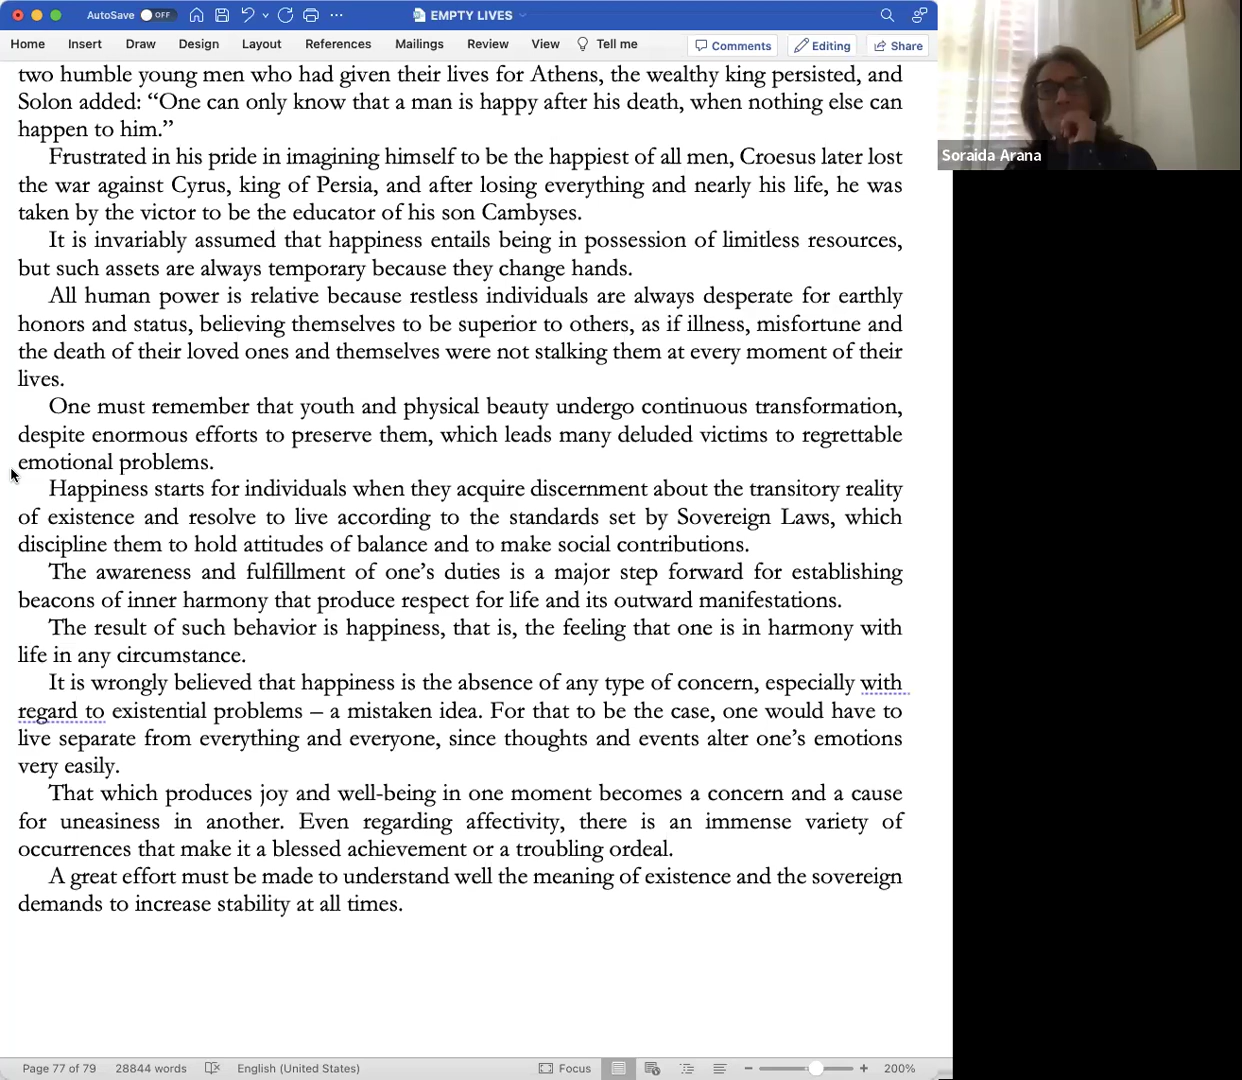 AutoSave OFF
EMPTY LIVES
Home Insert Draw Design Layout References Mailings Review View Tell me Comments Editing Share
two humble young men who had given their lives for Athens, the wealthy king persisted, and
Solon added: “One can only know that a man is happy after his death, when nothing else can
happen to him.”
Frustrated in his pride in imagining himself to be the happiest of all men, Croesus later lost
the war against Cyrus, king of Persia, and after losing everything and nearly his life, he was
taken by the victor to be the educator of his son Cambyses.
It is invariably assumed that happiness entails being in possession of limitless resources,
but such assets are always temporary because they change hands.
All human power is relative because restless individuals are always desperate for earthly
honors and status, believing themselves to be superior to others, as if illness, misfortune and
the death of their loved ones and themselves were not stalking them at every moment of their
lives.
One must remember that youth and physical beauty undergo continuous transformation,
despite enormous efforts to preserve them, which leads many deluded victims to regrettable
emotional problems.
Happiness starts for individuals when they acquire discernment about the transitory reality
of existence and resolve to live according to the standards set by Sovereign Laws, which
discipline them to hold attitudes of balance and to make social contributions.
The awareness and fulfillment of one’s duties is a major step forward for establishing
beacons of inner harmony that produce respect for life and its outward manifestations.
The result of such behavior is happiness, that is, the feeling that one is in harmony with
life in any circumstance.
It is wrongly believed that happiness is the absence of any type of concern, especially with
regard to existential problems – a mistaken idea. For that to be the case, one would have to
live separate from everything and everyone, since thoughts and events alter one’s emotions
very easily.
That which produces joy and well-being in one moment becomes a concern and a cause
for uneasiness in another. Even regarding affectivity, there is an immense variety of
occurrences that make it a blessed achievement or a troubling ordeal.
A great effort must be made to understand well the meaning of existence and the sovereign
demands to increase stability at all times.
Page 77 of 79 28844 words English (United States) Focus 200%
Soraida Arana